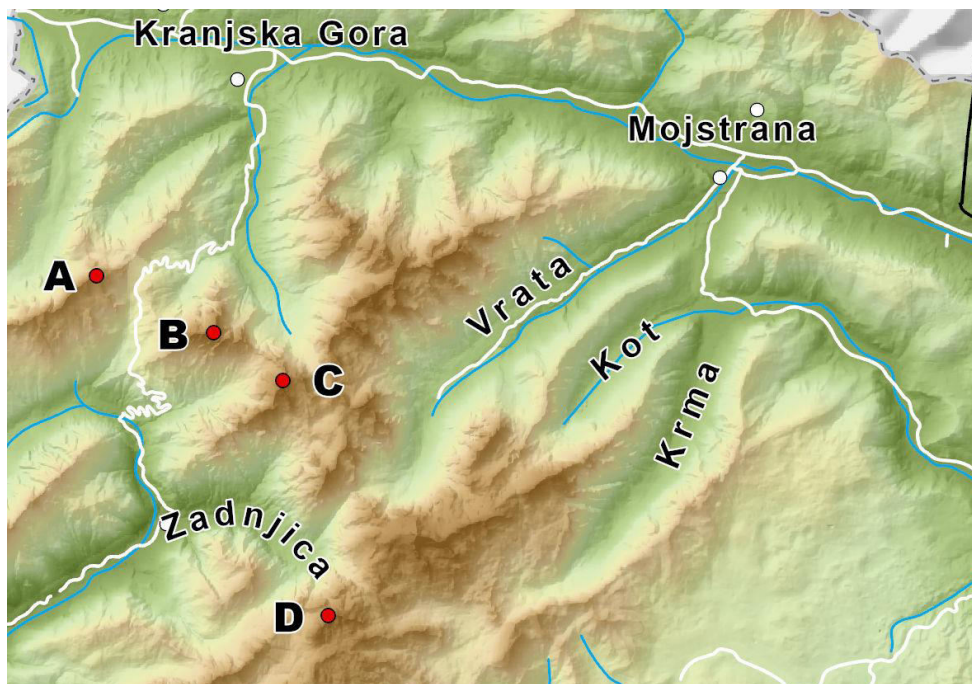 Kranjska Gora
Mojstrana
A
Vrata
B
Kot
C
Krma
Zadnjica
D